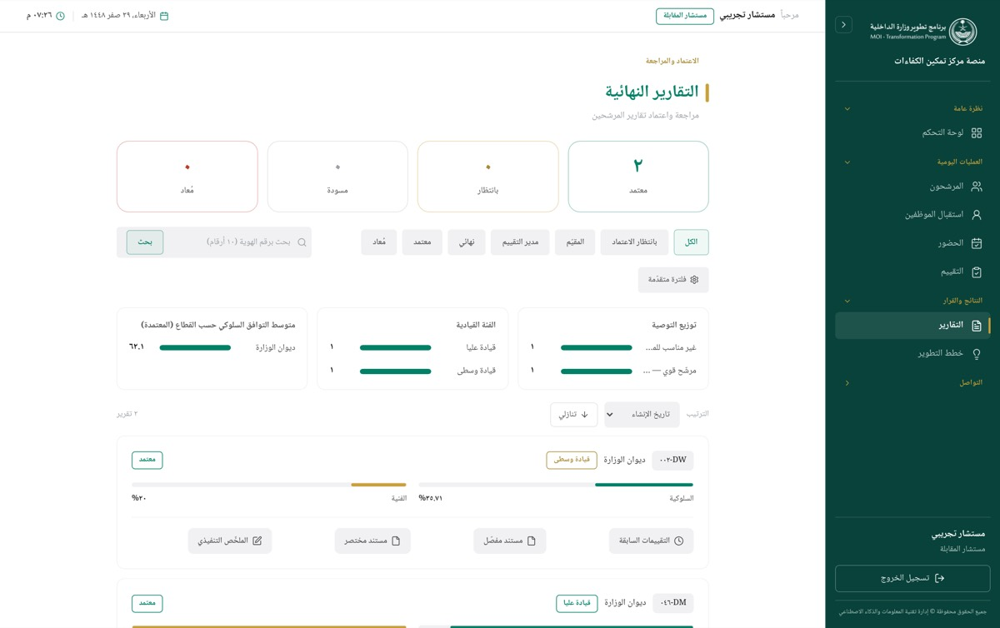 برنامج تطوير وزارة الداخلية
MOI - Transformation Program
منصة مركز تمكين الكفاءات
نظرة عامة
لوحة التحكم
العمليات اليومية
المرشحون
استقبال الموظفين
الحضور
التقييم
النتائج والقرار
التقارير
خطط التطوير
التواصل
مستشار تجريبي
مستشار المقابلة
تسجيل الخروج
جميع الحقوق محفوظة © إدارة تقنية المعلومات والذكاء الاصطناعي
مرحباً مستشار تجريبي مستشار المقابلة
الأربعاء، ٢٩ صفر ١٤٤٨ هـ ٠٧:٢٦ م
الاعتماد والمراجعة
التقارير النهائية
مراجعة واعتماد تقارير المرشحين
٢ ٠ ٠ ٠
معتمد بانتظار مسودة مُعاد
الكل بانتظار الاعتماد المقيّم مدير التقييم نهائي معتمد مُعاد بحث برقم الهوية (١٠ أرقام) بحث
فلترة متقدّمة
توزيع التوصية
غير مناسب للمـ... ١
مرشّح قوي — ... ١
الفئة القيادية
قيادة عليا ١
قيادة وسطى ١
متوسط التوافق السلوكي حسب القطاع (المعتمدة)
ديوان الوزارة ٦٢.١
الترتيب تاريخ الإنشاء تنازلي ٢ تقرير
DW-٠٠٢ ديوان الوزارة قيادة وسطى معتمد
السلوكية ٣٥.٧١% الفنية ٢٠%
التقييمات السابقة مستند مفصّل مستند مختصر الملخّص التنفيذي
DM-٠٤٦ ديوان الوزارة قيادة عليا معتمد